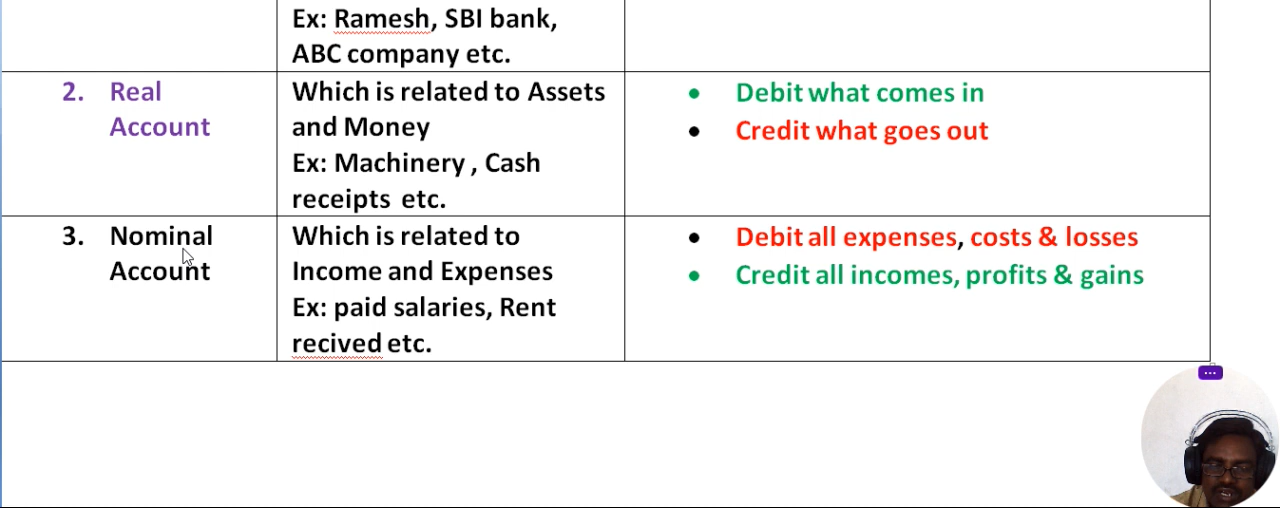 Ex: Ramesh, SBI bank,
ABC company etc.
2. Real
Account
Which is related to Assets
and Money
Ex: Machinery , Cash
receipts etc.
• Debit what comes in
• Credit what goes out
3. Nominal
Account
Which is related to
Income and Expenses
Ex: paid salaries, Rent
recived etc.
• Debit all expenses, costs & losses
• Credit all incomes, profits & gains